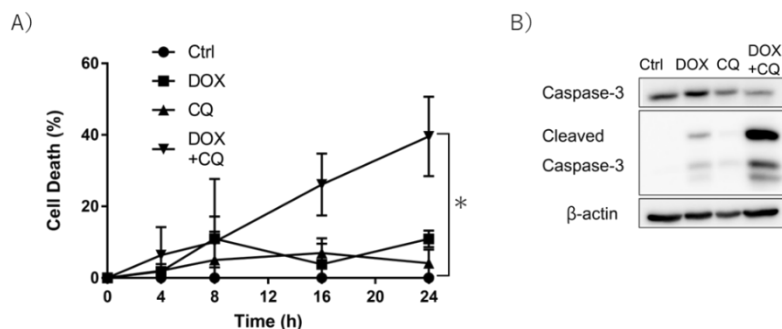 A)
Ctrl
DOX
CQ
DOX
+CQ
Cell Death (%)
60
40
20
0
0 4 8 12 16 20 24
Time (h)
*
B)
Ctrl DOX CQ DOX
+CQ
Caspase-3
Cleaved
Caspase-3
β-actin